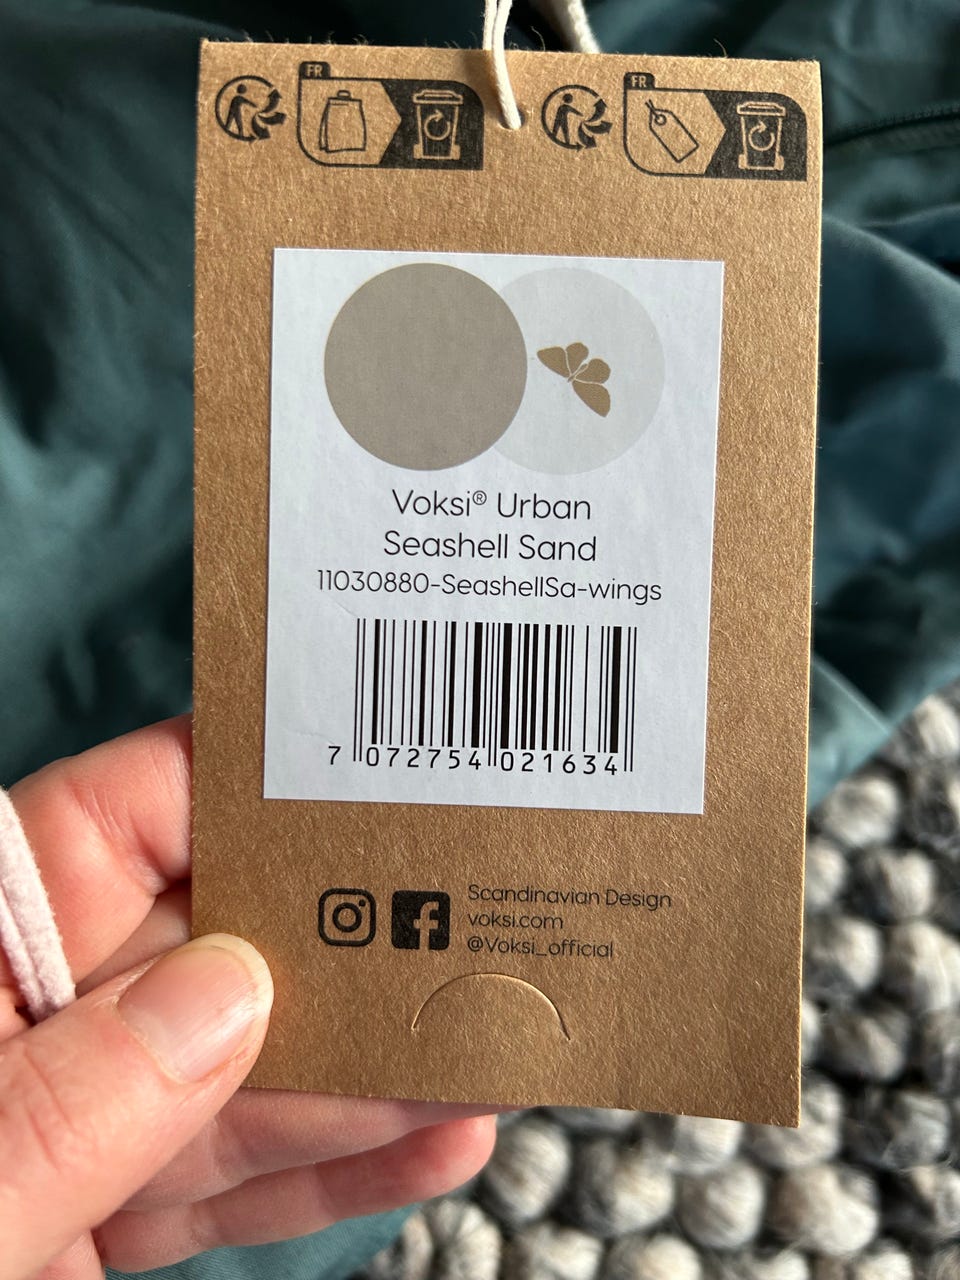 FR
FR
Voksi® Urban
Seashell Sand
11030880-SeashellSa-wings
7 072754 021634
Scandinavian Design
voksi.com
@Voksi_official